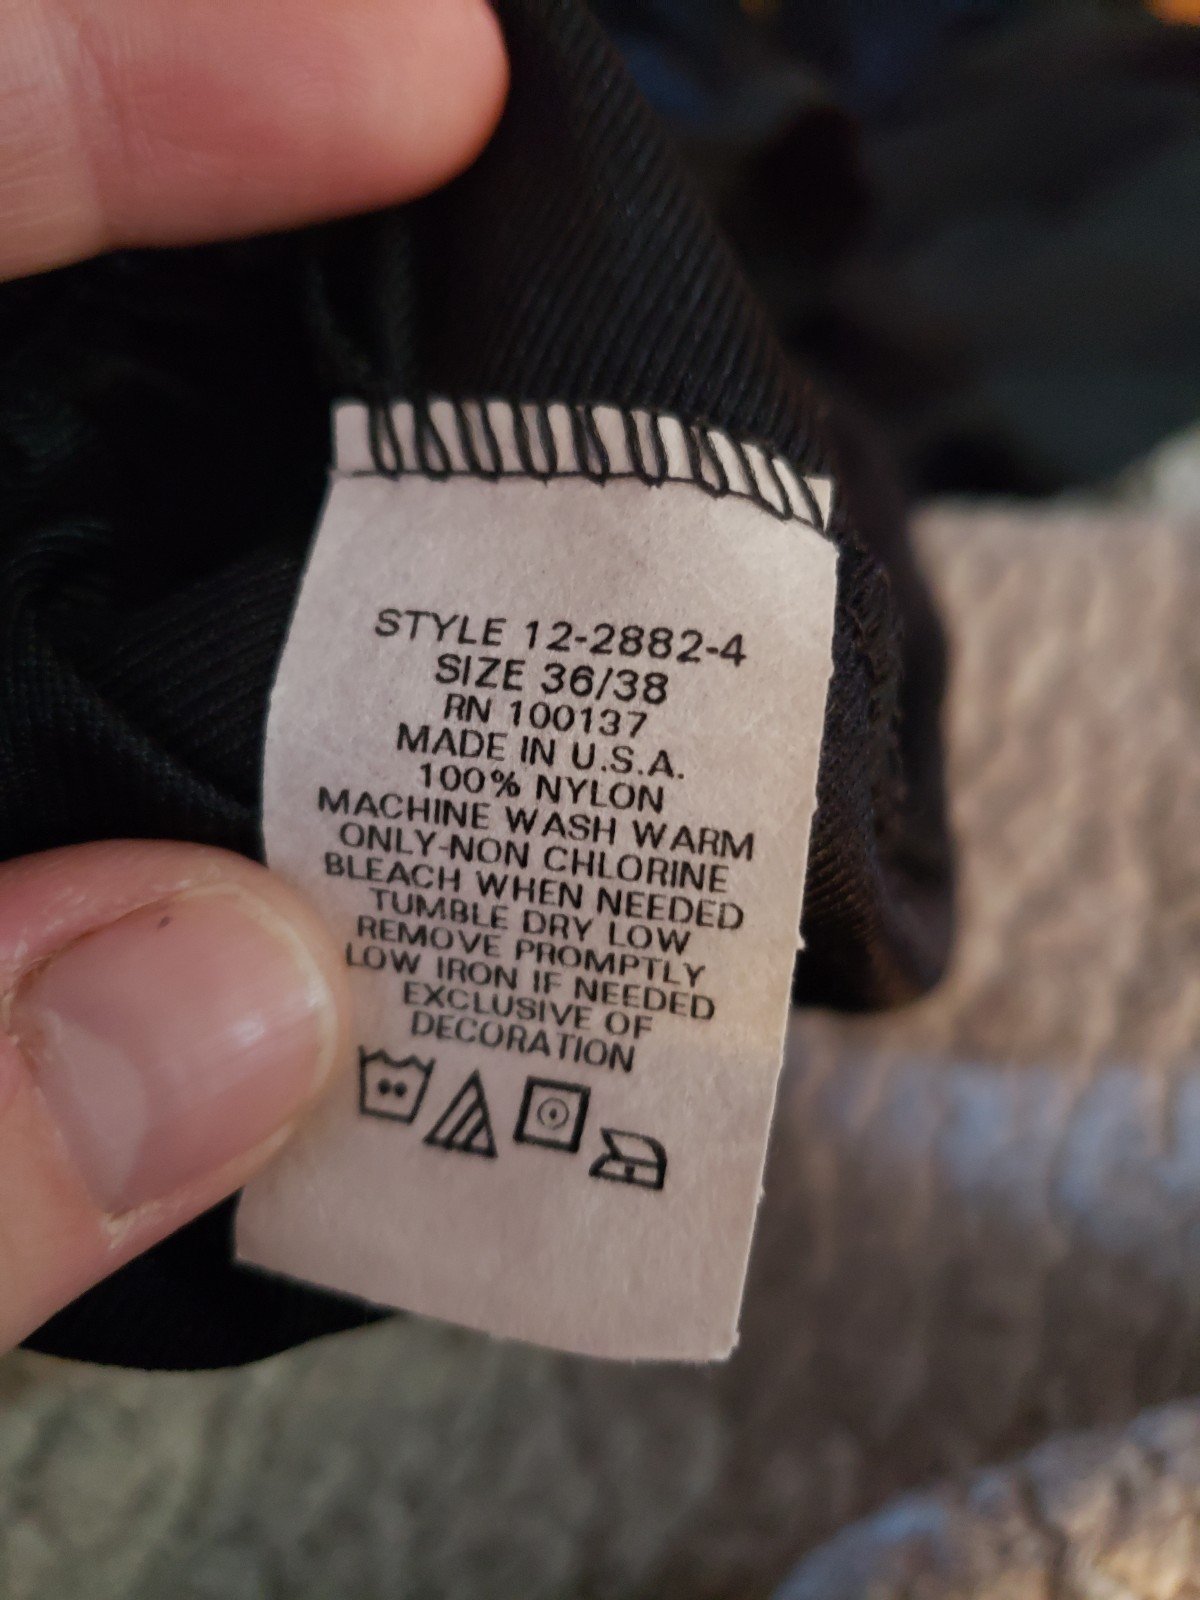 STYLE 12-2882-4
SIZE 36/38
RN 100137
MADE IN U.S.A.
100% NYLON
MACHINE WASH WARM
ONLY-NON CHLORINE
BLEACH WHEN NEEDED
TUMBLE DRY LOW
REMOVE PROMPTLY
LOW IRON IF NEEDED
EXCLUSIVE OF
DECORATION